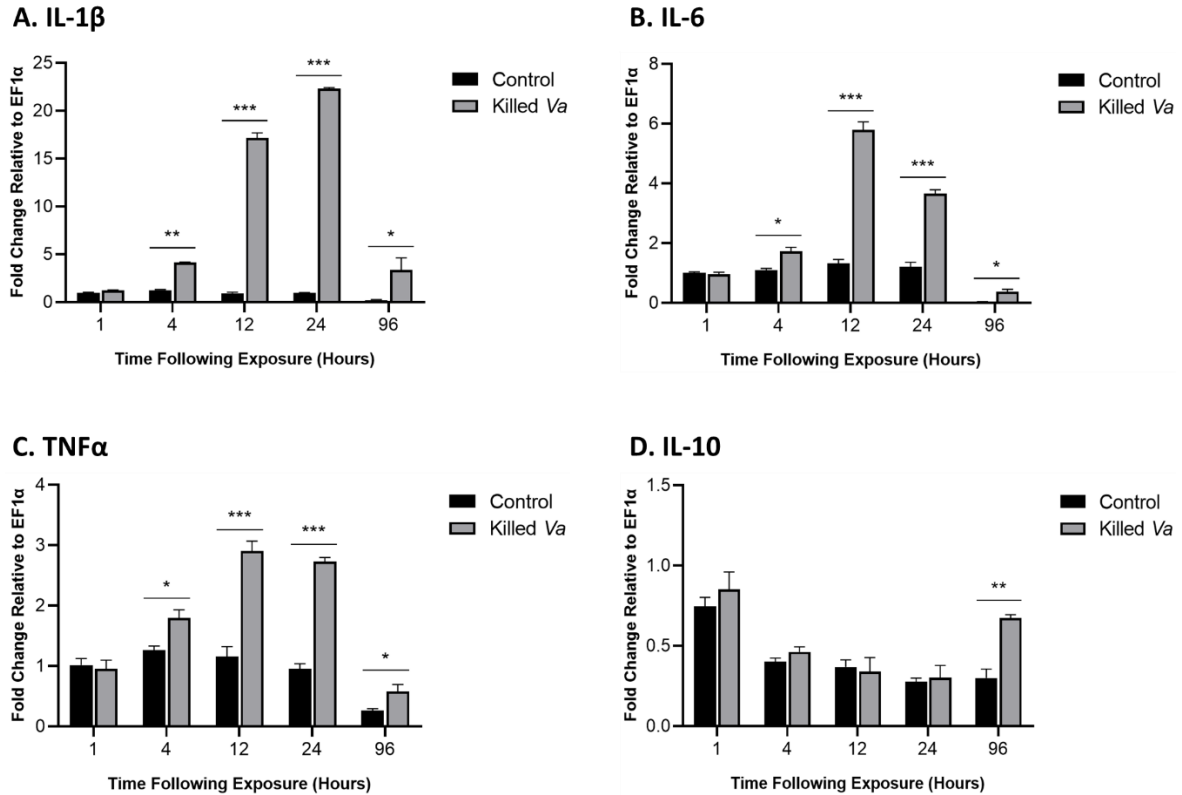 A. IL-1β
Fold Change Relative to EF1α
25
20
15
10
5
0
**
***
***
*
1 4 12 24 96
Time Following Exposure (Hours)
Control
Killed Va
B. IL-6
Fold Change Relative to EF1α
8
6
4
2
0
*
***
***
*
1 4 12 24 96
Time Following Exposure (Hours)
Control
Killed Va
C. TNFα
Fold Change Relative to EF1α
4
3
2
1
0
*
***
***
*
1 4 12 24 96
Time Following Exposure (Hours)
Control
Killed Va
D. IL-10
Fold Change Relative to EF1α
1.5
1.0
0.5
0.0
**
1 4 12 24 96
Time Following Exposure (Hours)
Control
Killed Va